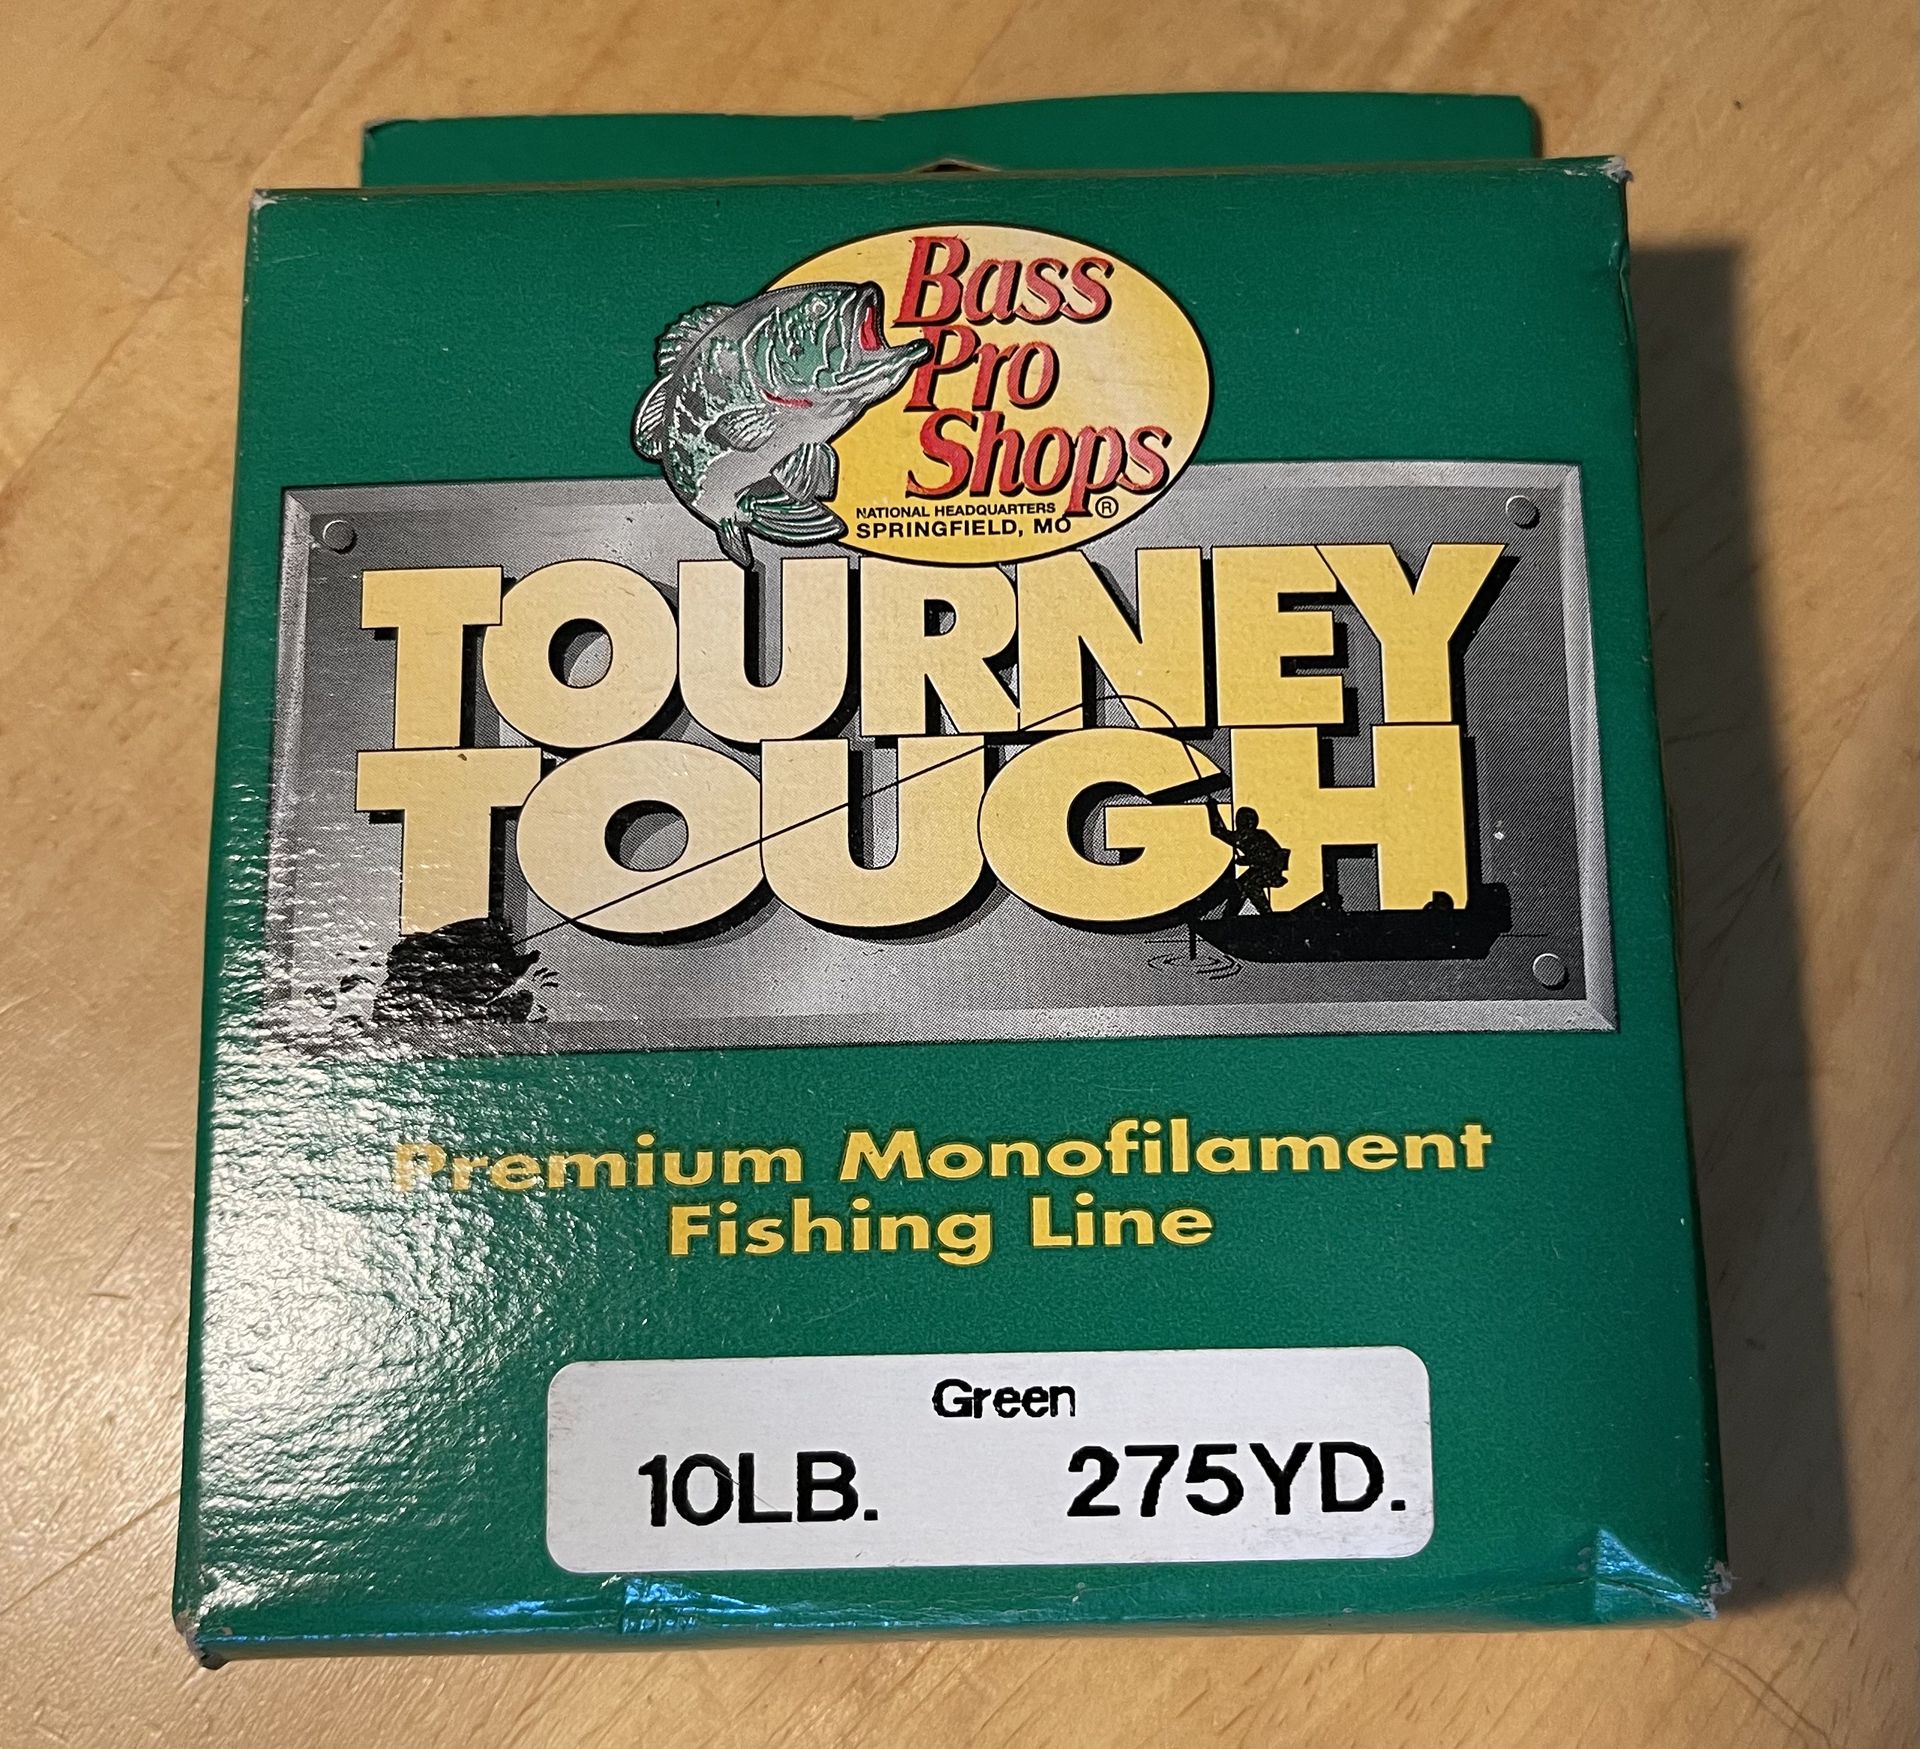 Bass
Pro
Shops®
NATIONAL HEADQUARTERS
SPRINGFIELD, MO
TOURNEY
TOUGH
Premium Monofilament
Fishing Line
Green
10LB. 275YD.